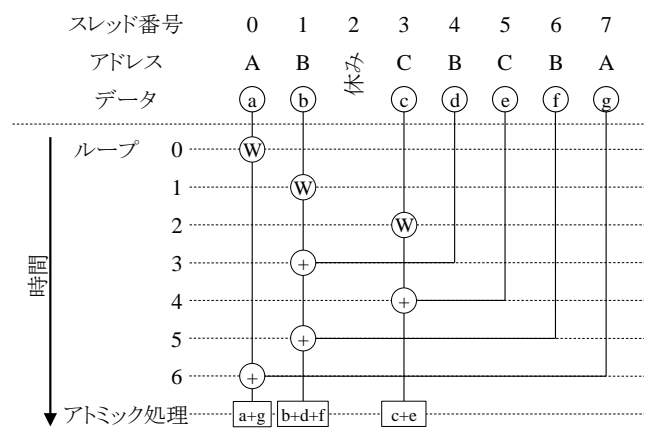 スレッド番号 0 1 2 3 4 5 6 7
アドレス A B 休み C B C B A
データ a b c d e f g
ループ 0 W
1 W
2 W
3 +
4 +
5 +
6 +
時間
アトミック処理 a+g b+d+f c+e